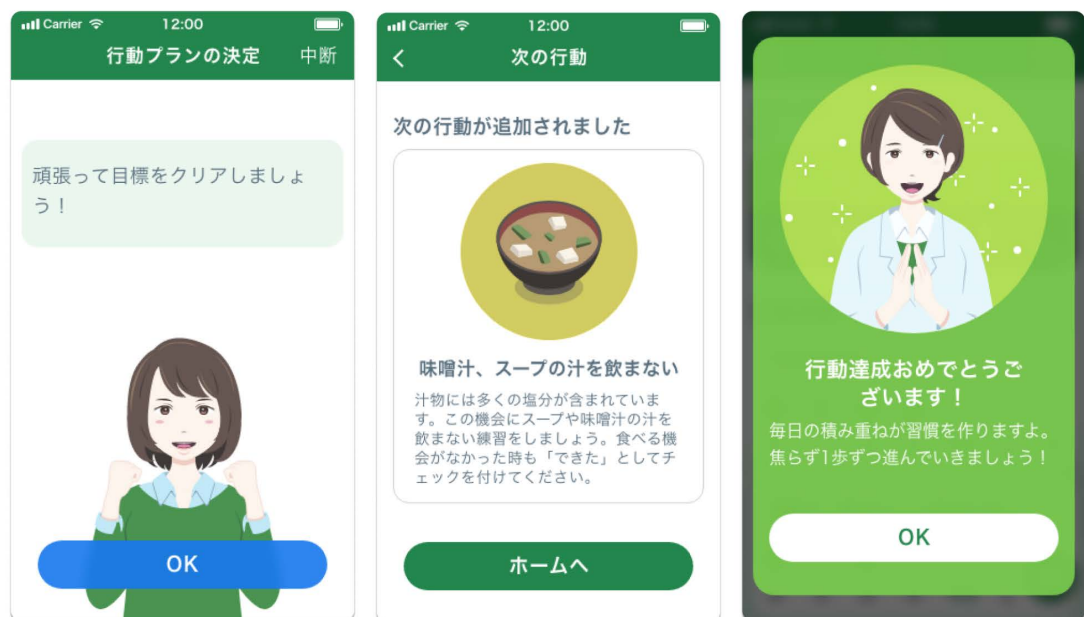 Carrier 12:00
行動プランの決定 中断
頑張って目標をクリアしましょ
う！
OK
Carrier 12:00
次の行動
次の行動が追加されました
味噌汁、スープの汁を飲まない
汁物には多くの塩分が含まれていま
す。この機会にスープや味噌汁の汁を
飲まない練習をしましょう。食べる機
会がなかった時も「できた」としてチ
ェックを付けてください。
ホームへ
行動達成おめでとうご
ざいます！
毎日の積み重ねが習慣を作りますよ。
焦らず1歩ずつ進んでいきましょう！
OK